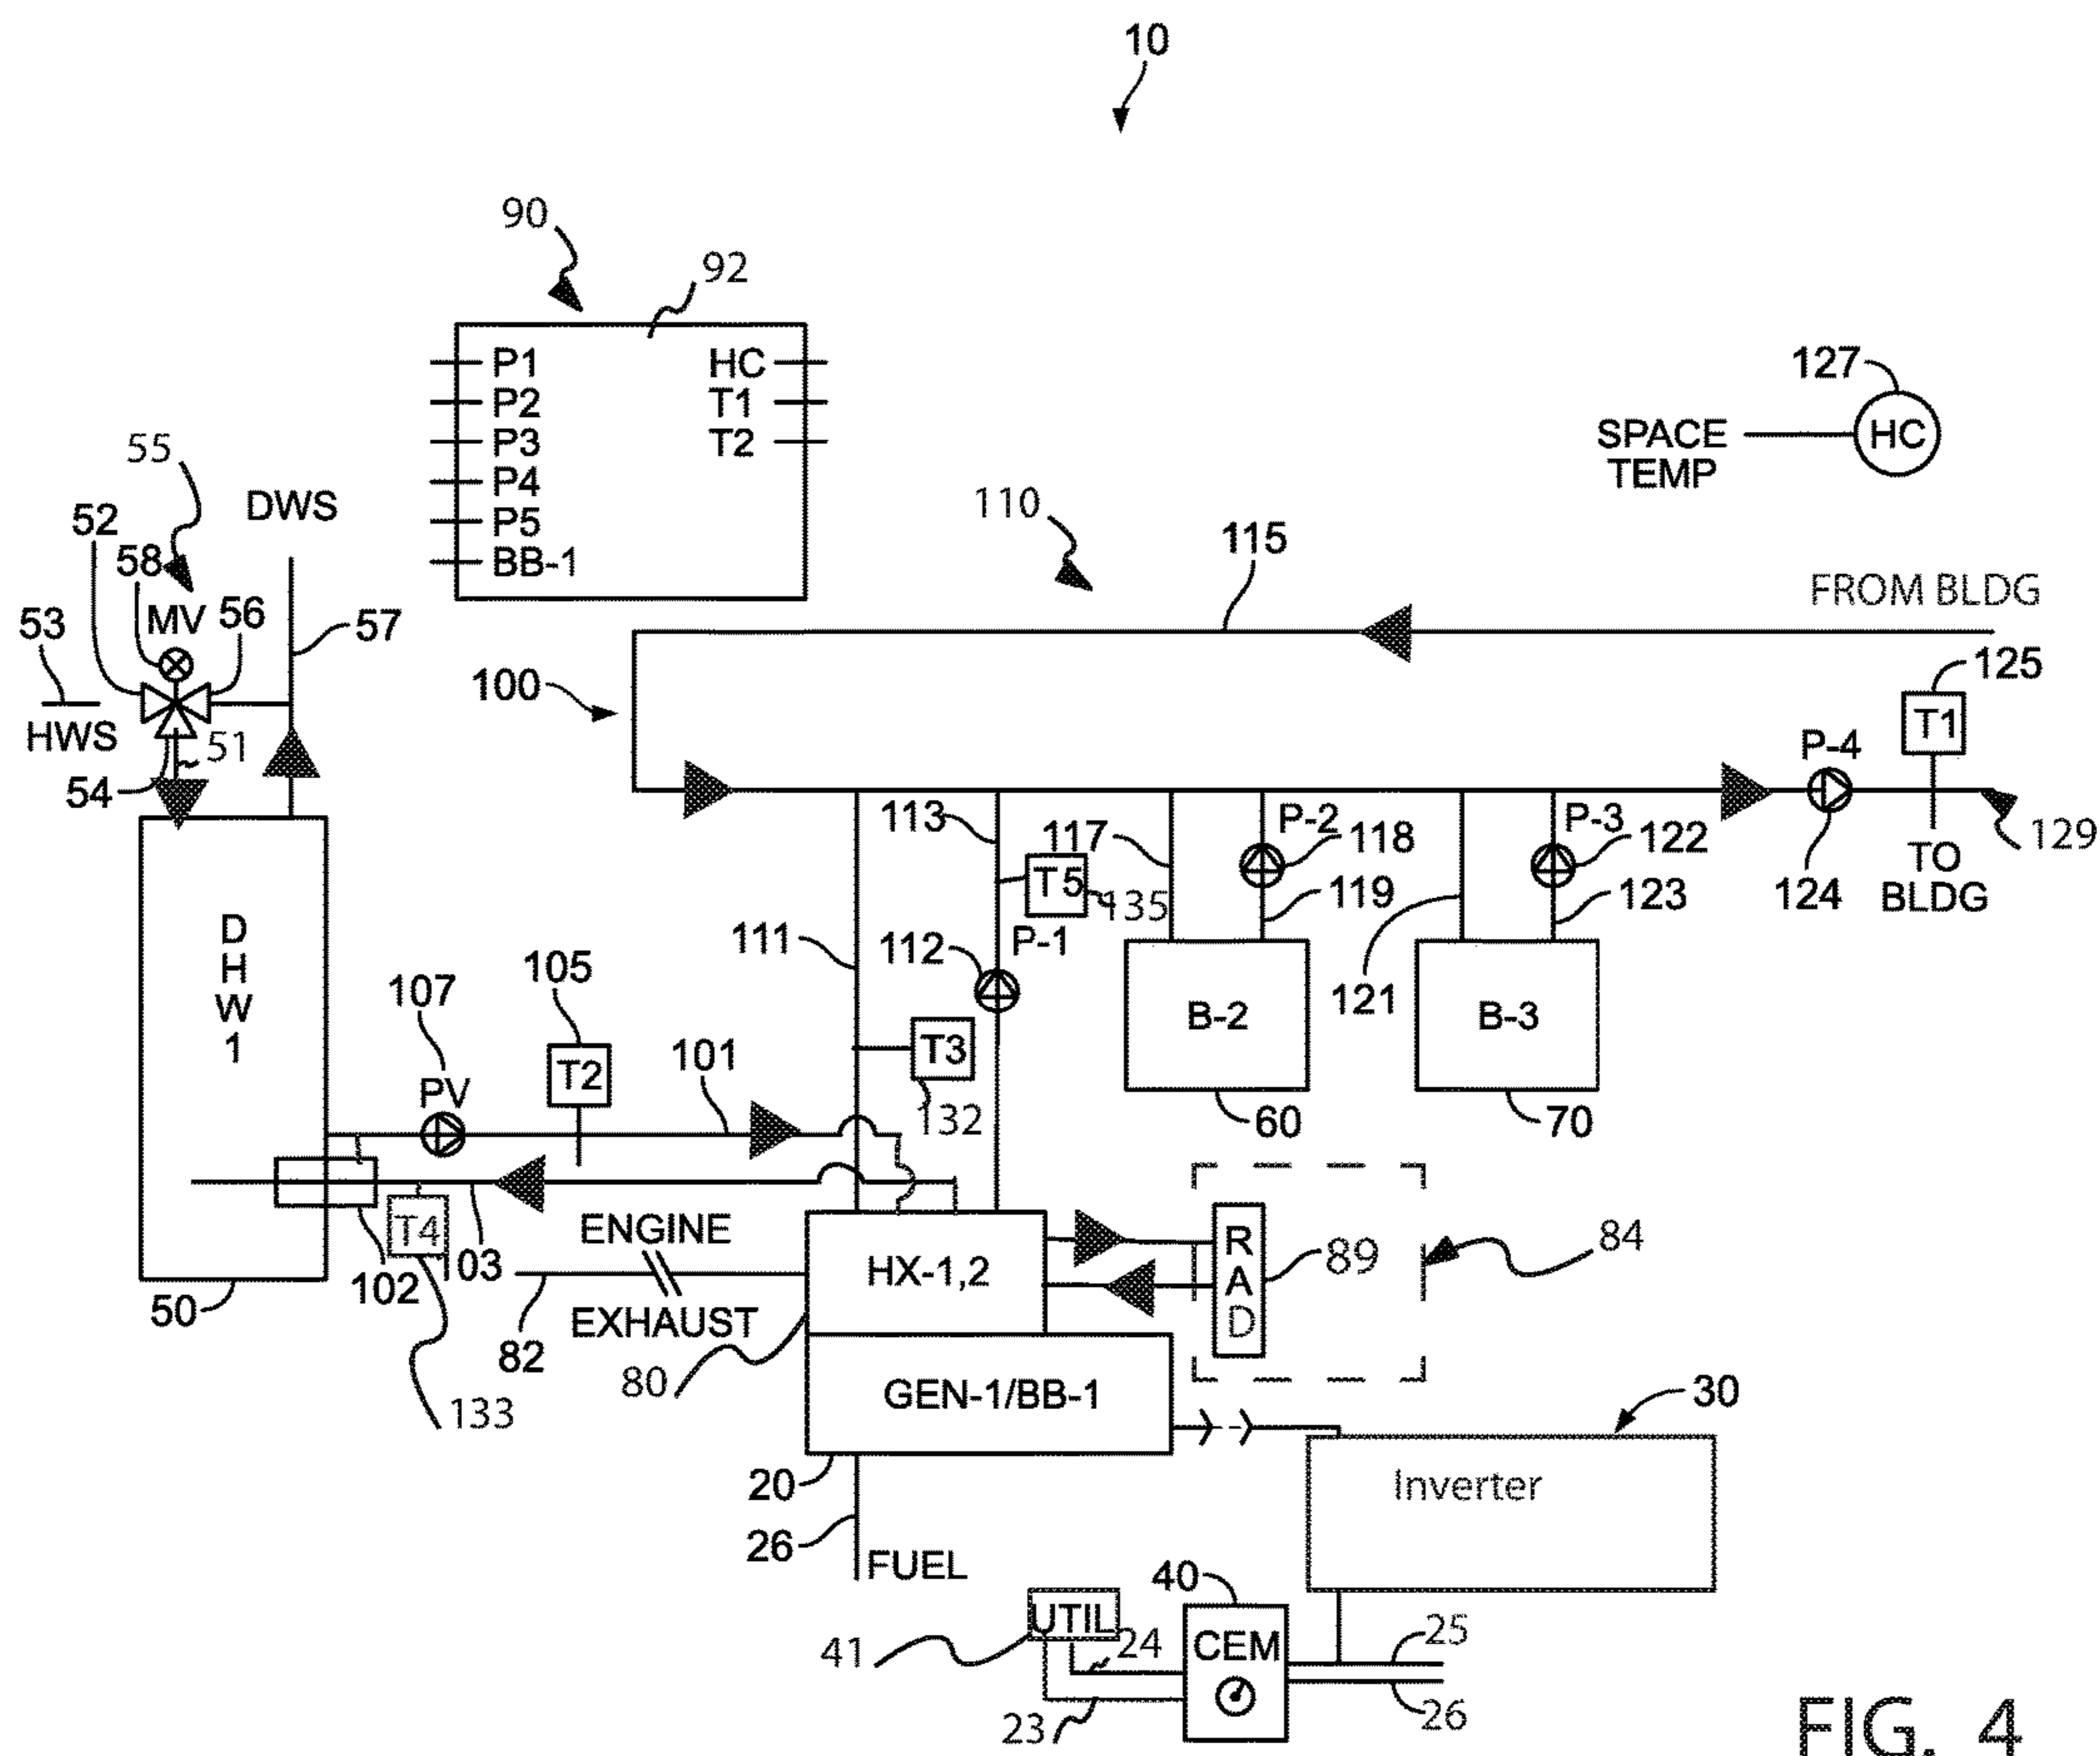 10
90
92
P1 HC
P2 T1
P3 T2
P4
P5
BB-1
127
SPACE
TEMP
HC
55
52
DWS
58
MV
56
53
57
HWS
51
54
110
115
FROM BLDG
100
125
T1
P-4
113
117
P-2
118
P-3
122
129
T5
135
119
123
124
TO
BLDG
D
H
W
1
111
112
P-1
121
107
105
PV
T2
101
T3
132
B-2
B-3
60
70
T4
102
03
50
133
ENGINE
EXHAUST
82
80
HX-1,2
R
A
D
89
84
GEN-1/BB-1
30
Inverter
20
26
FUEL
40
UTIL
41
24
CEM
25
23
26
FIG. 4